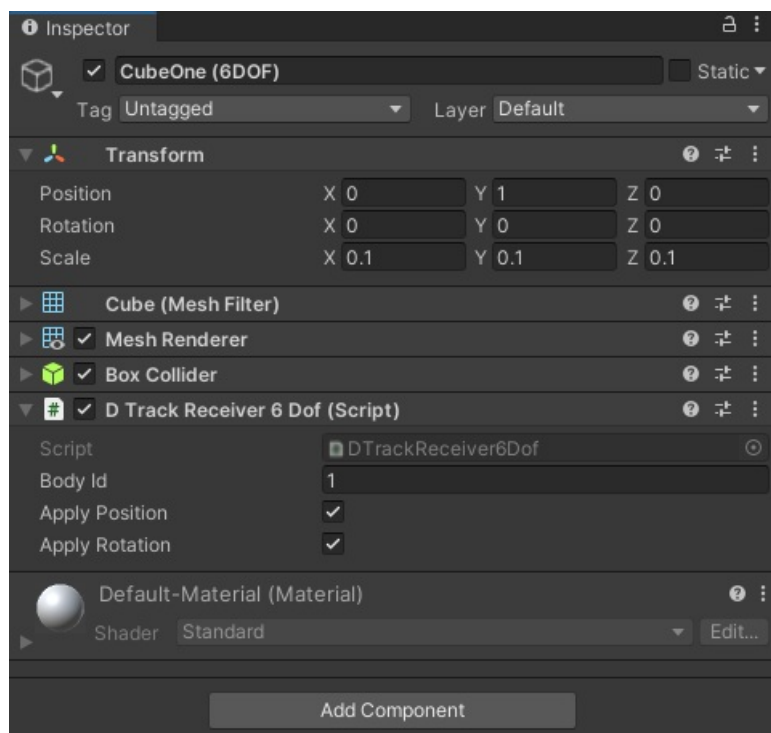 Inspector
CubeOne (6DOF) Static
Tag Untagged Layer Default
Transform
Position X 0 Y 1 Z 0
Rotation X 0 Y 0 Z 0
Scale X 0.1 Y 0.1 Z 0.1
Cube (Mesh Filter)
Mesh Renderer
Box Collider
# D Track Receiver 6 Dof (Script)
Script DTrackReceiver6Dof
Body Id 1
Apply Position
Apply Rotation
Default-Material (Material)
Shader Standard Edit...
Add Component